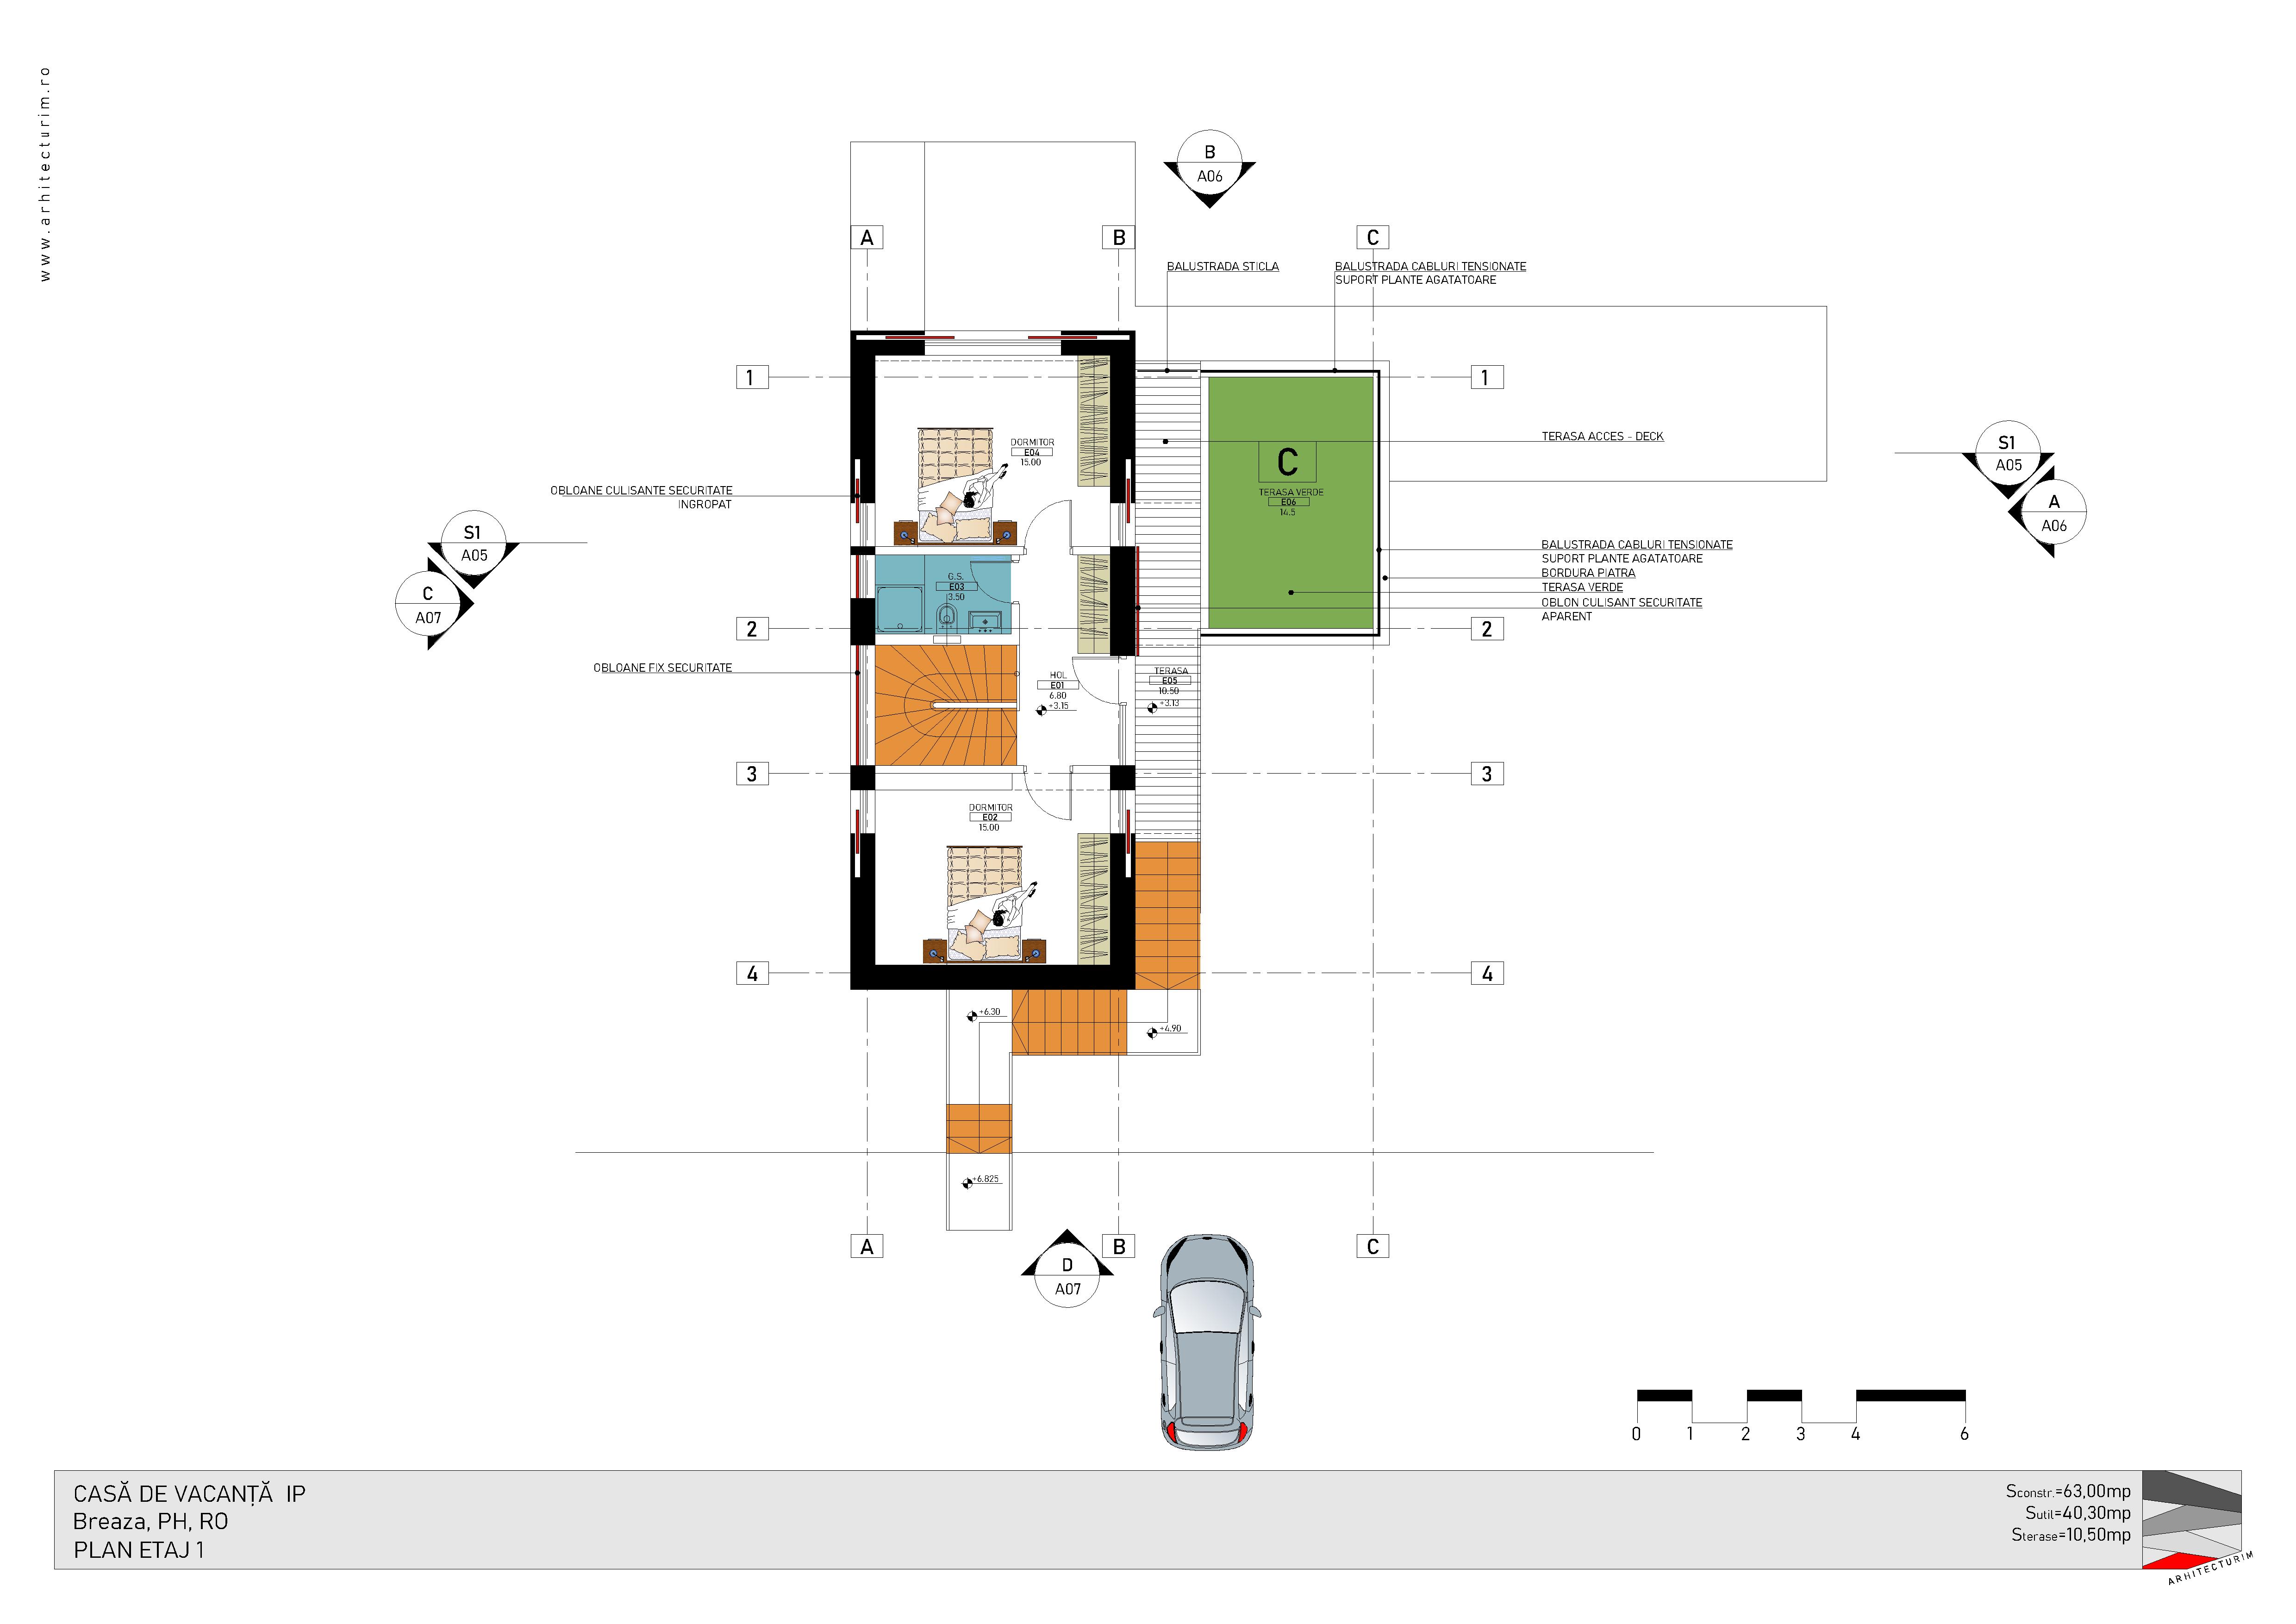 www.arhitecturim.ro
B
A06
A
B
C
BALUSTRADA STICLA
BALUSTRADA CABLURI TENSIONATE
SUPORT PLANTE AGATATOARE
1
1
DORMITOR
E04
15.00
TERASA ACCES - DECK
C
TERASA VERDE
E06
14.5
S1
A05
A
A06
OBLOANE CULISANTE SECURITATE
INGROPAT
S1
A05
C
A07
BALUSTRADA CABLURI TENSIONATE
SUPORT PLANTE AGATATOARE
BORDURA PIATRA
TERASA VERDE
OBLON CULISANT SECURITATE
APARENT
G.S.
E03
3.50
2
2
OBLOANE FIX SECURITATE
HOL
E01
6.80
+3.15
TERASA
E05
10.50
+3.13
3
3
DORMITOR
E02
15.00
4
4
+6.30
+4.90
+6.825
A
B
C
D
A07
0 1 2 3 4 6
CASĂ DE VACANȚĂ IP
Breaza, PH, RO
PLAN ETAJ 1
Sconstr.=63,00mp
Sutil=40,30mp
Sterase=10,50mp
ARHITECTURIM